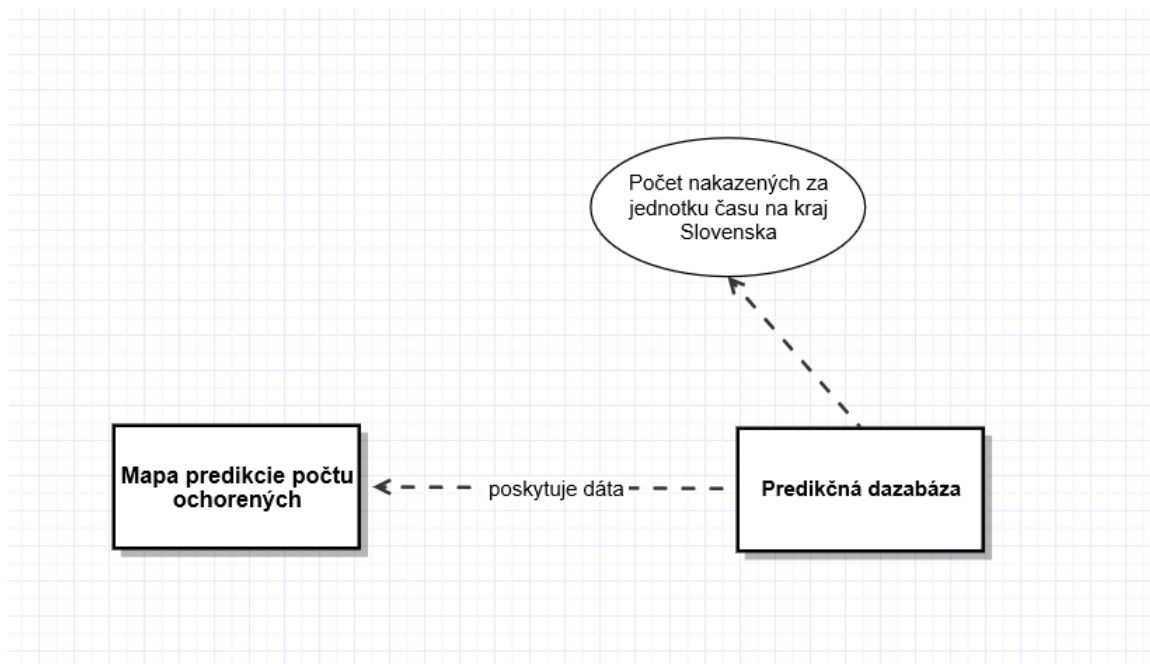 Počet nakazených za
jednotku času na kraj
Slovenska
Mapa predikcie počtu
ochorených
poskytuje dáta
Predikčná dazabáza